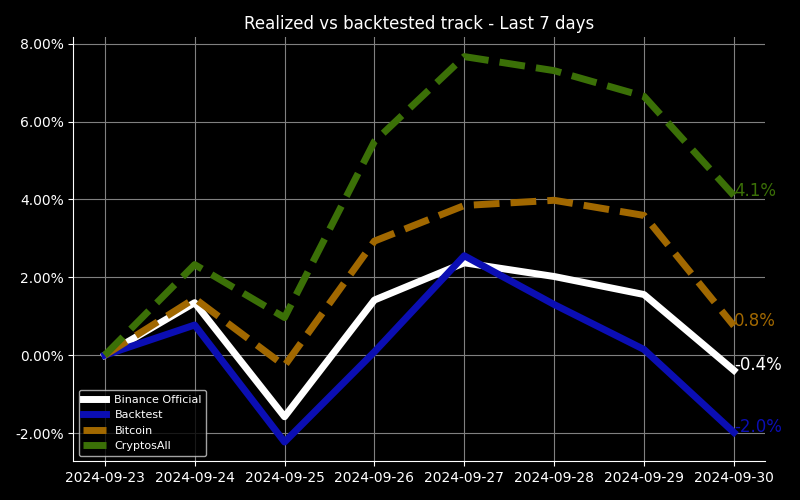 Realized vs backtested track - Last 7 days
8.00%
6.00%
4.00%
2.00%
0.00%
-2.00%
4.1%
0.8%
-0.4%
-2.0%
Binance Official
Backtest
Bitcoin
CryptosAll
2024-09-23 2024-09-24 2024-09-25 2024-09-26 2024-09-27 2024-09-28 2024-09-29 2024-09-30